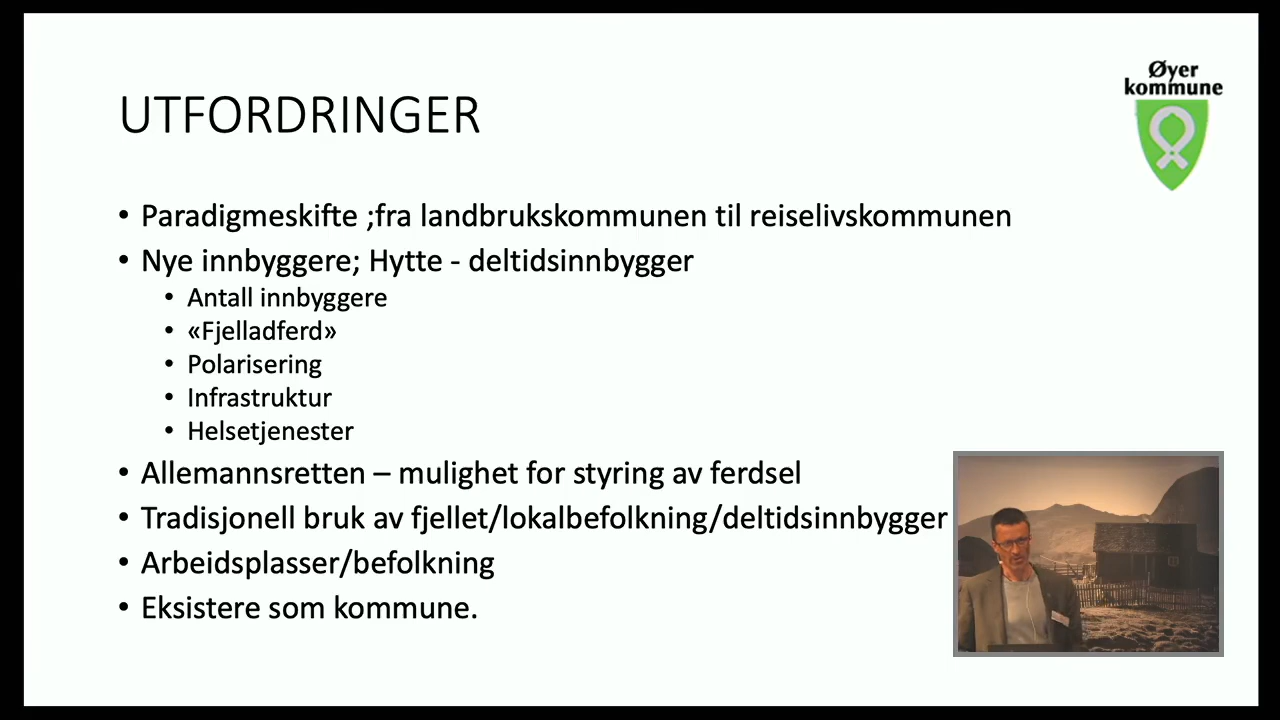 Øyer
kommune
UTFORDRINGER
• Paradigmeskifte ;fra landbrukskommunen til reiselivskommunen
• Nye innbyggere; Hytte - deltidsinnbygger
• Antall innbyggere
• «Fjelladferd»
• Polarisering
• Infrastruktur
• Helsetjenester
• Allemannsretten – mulighet for styring av ferdsel
• Tradisjonell bruk av fjellet/lokalbefolkning/deltidsinnbygger
• Arbeidsplasser/befolkning
• Eksistere som kommune.